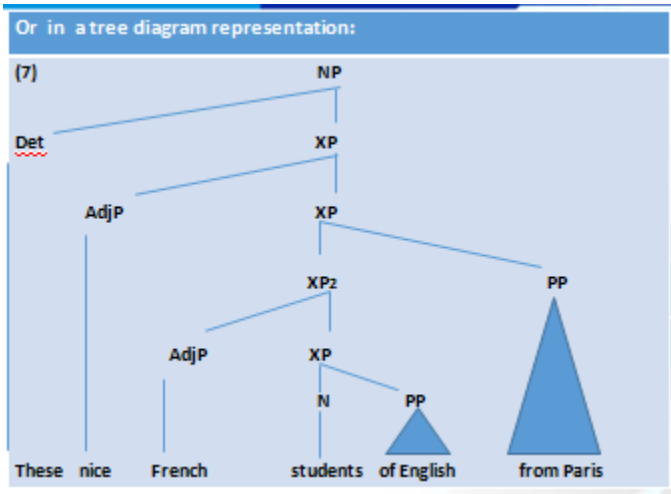 Or in a tree diagram representation:
(7) NP
Det XP
AdjP XP
XP2 PP
AdjP XP
N PP
These nice French students of English from Paris